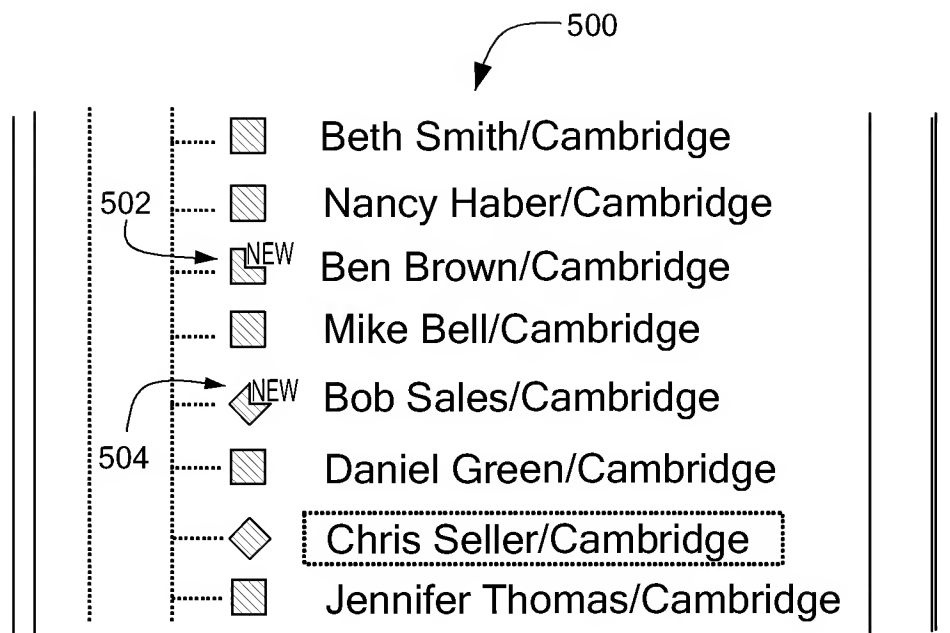 500
Beth Smith/Cambridge
502
Nancy Haber/Cambridge
NEW
Ben Brown/Cambridge
Mike Bell/Cambridge
NEW
Bob Sales/Cambridge
504
Daniel Green/Cambridge
Chris Seller/Cambridge
Jennifer Thomas/Cambridge